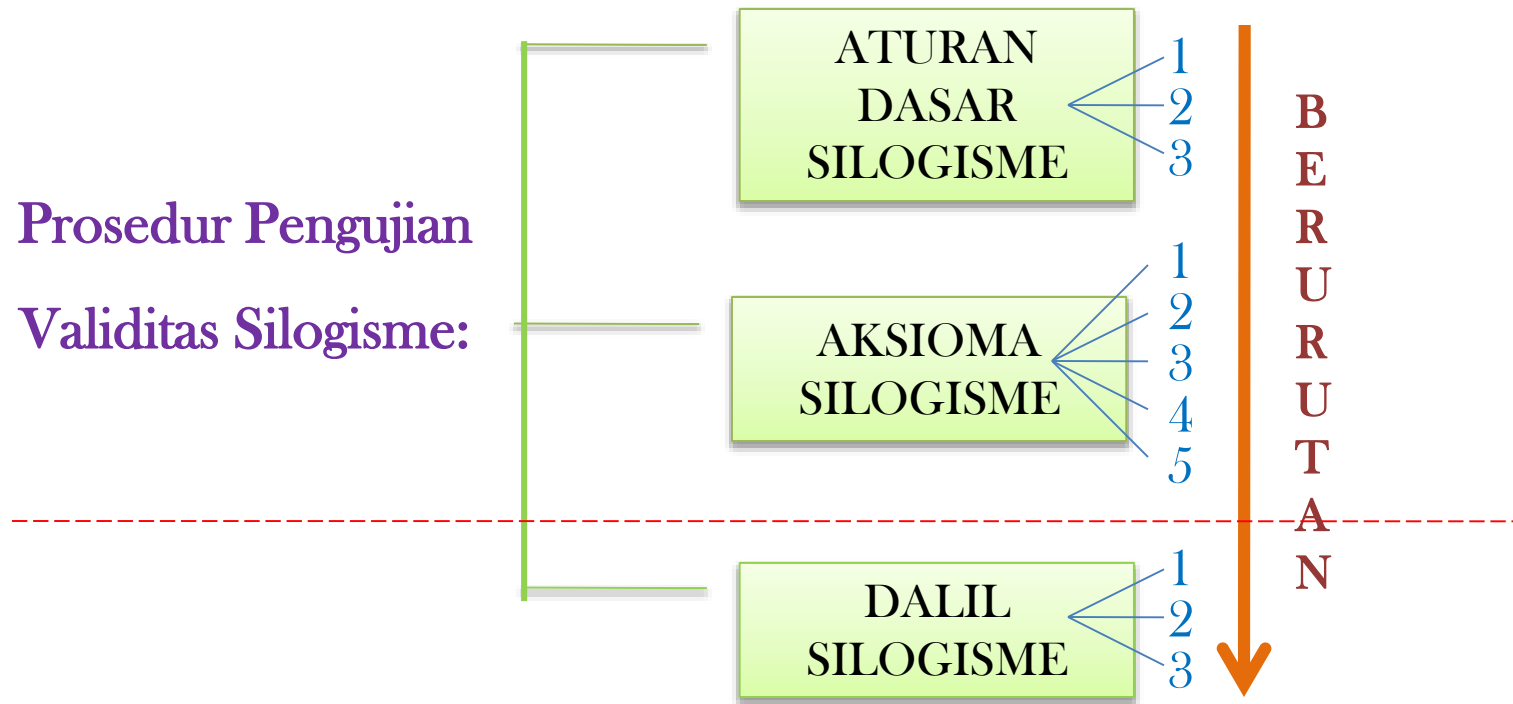 Prosedur Pengujian
Validitas Silogisme:
ATURAN
DASAR
SILOGISME
1
2
3
AKSIOMA
SILOGISME
1
2
3
4
5
DALIL
SILOGISME
1
2
3
B
E
R
U
R
U
T
A
N